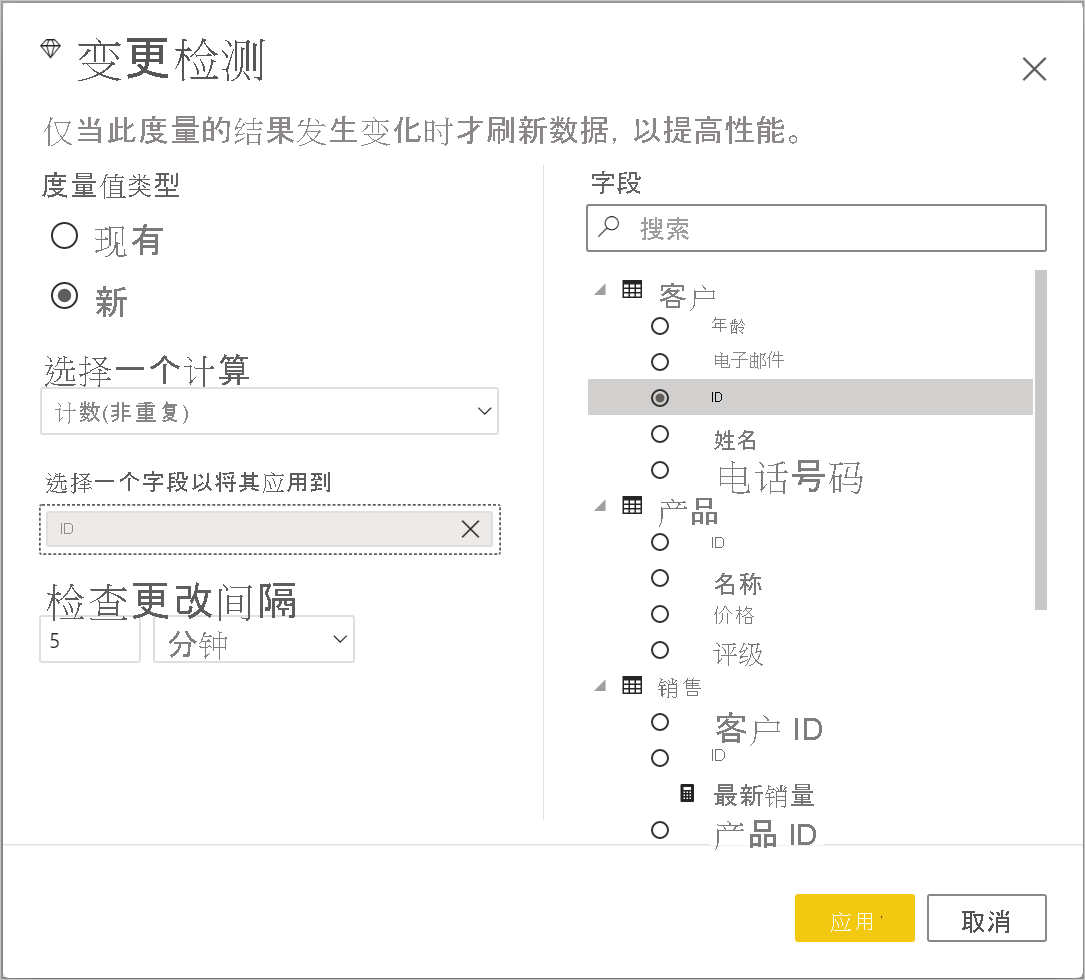 变更检测
仅当此度量的结果发生变化时才刷新数据, 以提高性能。
度量值类型
现有
新
选择一个计算
计数(非重复)
选择一个字段以将其应用到
ID
检查更改间隔
5
分钟
字段
搜索
客户
年龄
电子邮件
ID
姓名
电话号码
产品
ID
名称
价格
评级
销售
客户 ID
ID
最新销量
产品 ID
应用
取消